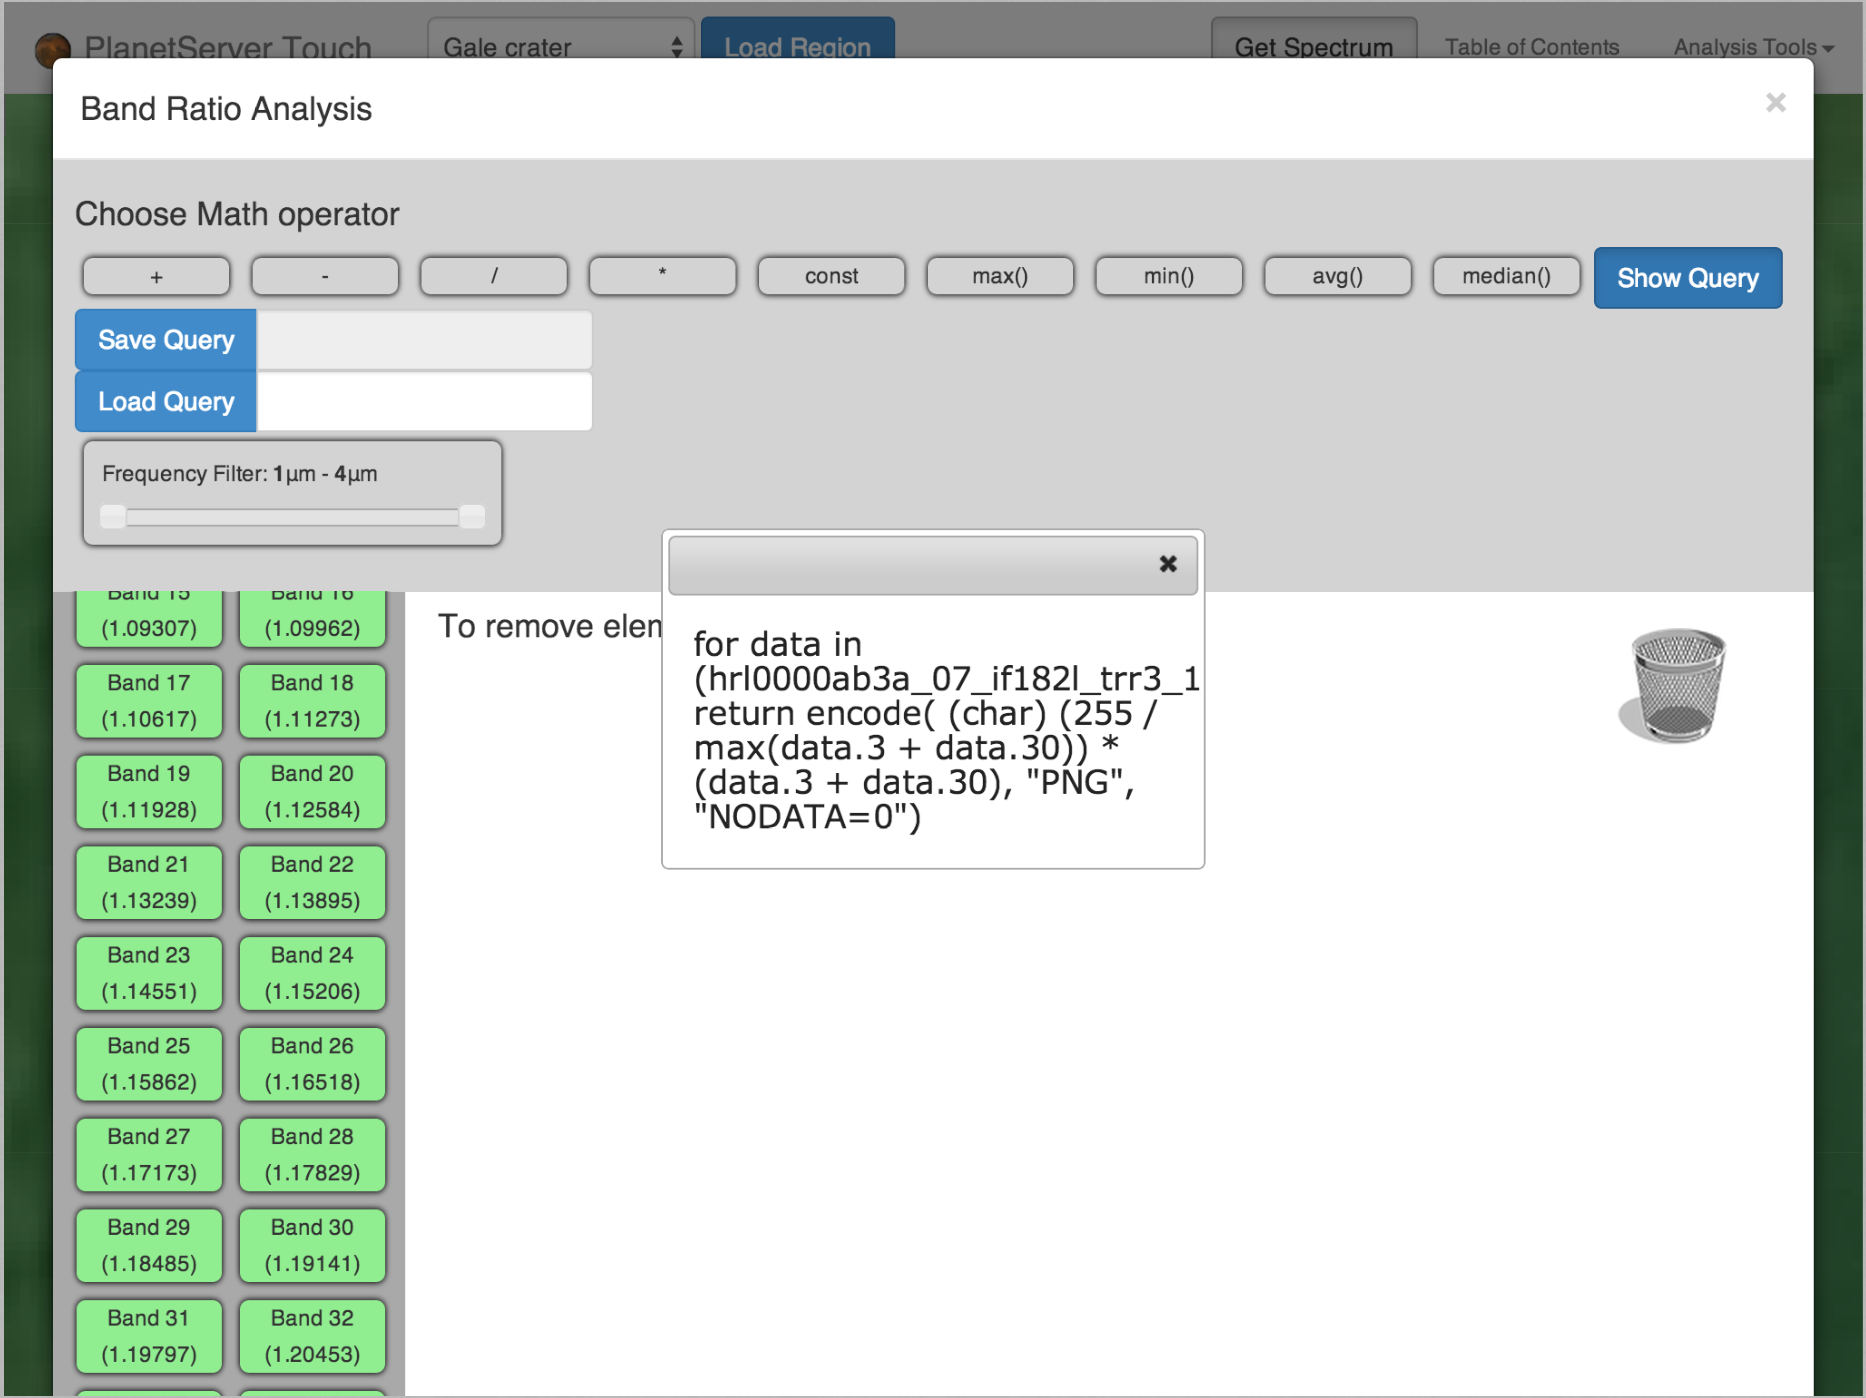 PlanetServer Touch
Gale crater
Load Region
Get Spectrum
Table of Contents
Analysis Tools
Band Ratio Analysis
×
Choose Math operator
+
-
/
*
const
max()
min()
avg()
median()
Show Query
Save Query
Load Query
Frequency Filter: 1µm - 4µm
Band 15
(1.09307)
Band 16
(1.09962)
Band 17
(1.10617)
Band 18
(1.11273)
Band 19
(1.11928)
Band 20
(1.12584)
Band 21
(1.13239)
Band 22
(1.13895)
Band 23
(1.14551)
Band 24
(1.15206)
Band 25
(1.15862)
Band 26
(1.16518)
Band 27
(1.17173)
Band 28
(1.17829)
Band 29
(1.18485)
Band 30
(1.19141)
Band 31
(1.19797)
Band 32
(1.20453)
To remove elem
for data in
(hrl0000ab3a_07_if182l_trr3_1
return encode( (char) (255 /
max(data.3 + data.30)) *
(data.3 + data.30), "PNG",
"NODATA=0")